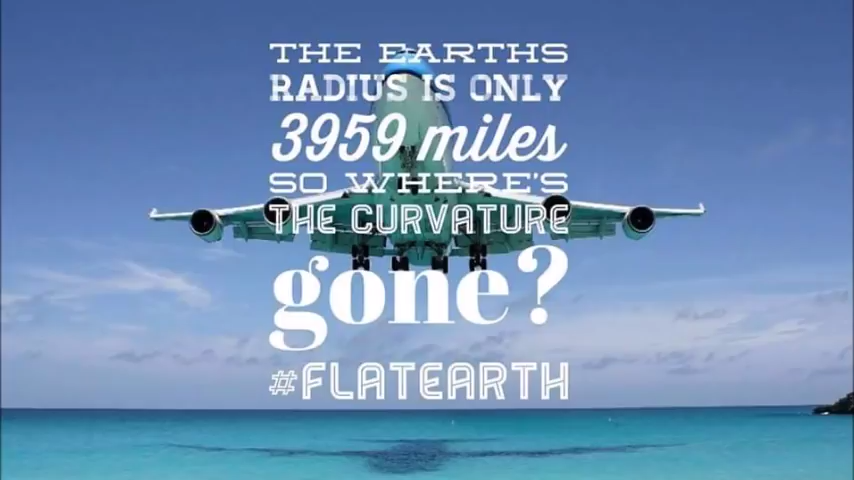 THE EARTHS
RADIUS IS ONLY
3959 miles
SO WHERE'S
THE CURVATURE
gone?
#FLATEARTH